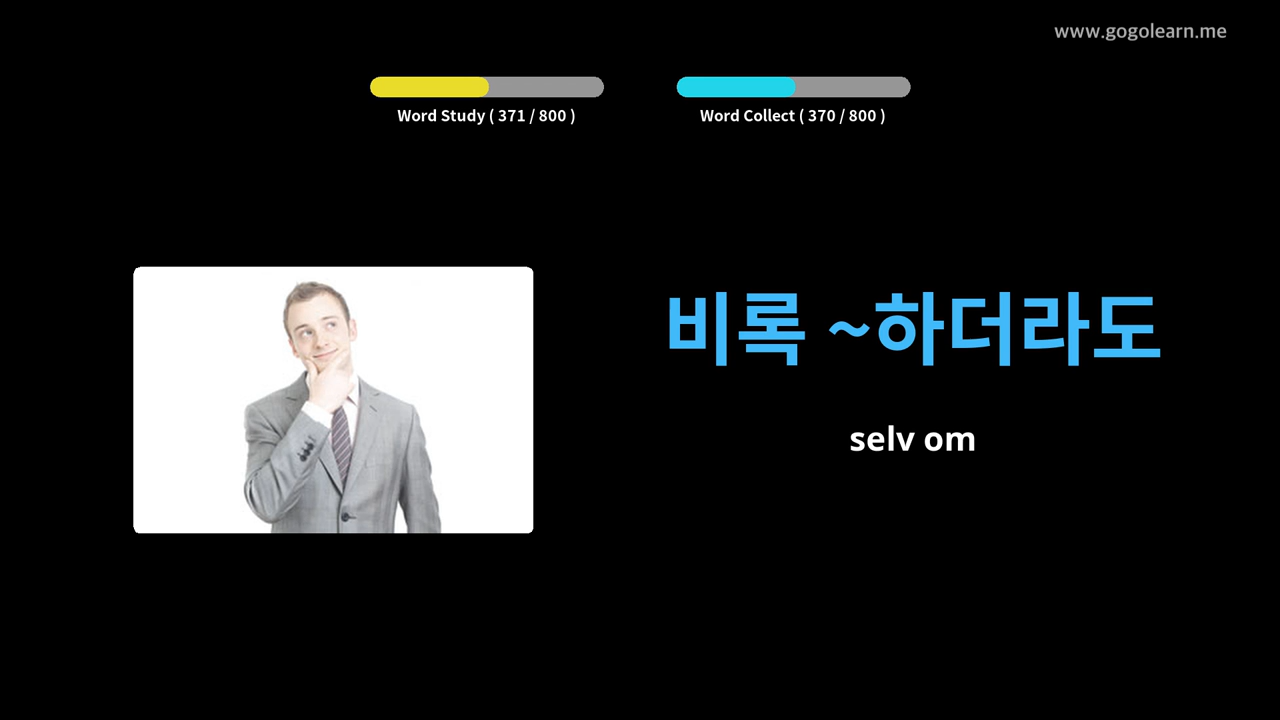 www.gogolearn.me
Word Study ( 371 / 800 )
Word Collect ( 370 / 800 )
비록 ~하더라도
selv om